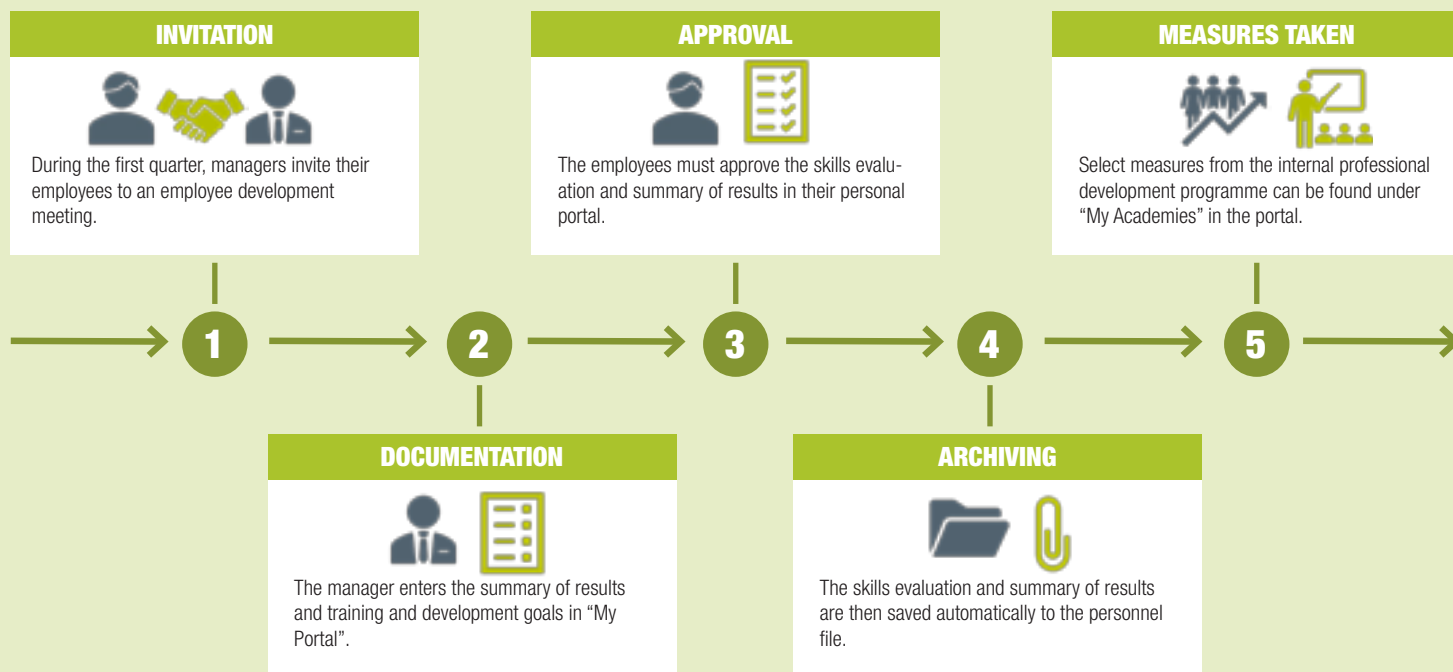 INVITATION
During the first quarter, managers invite their
employees to an employee development
meeting.
APPROVAL
The employees must approve the skills evalu-
ation and summary of results in their personal
portal.
MEASURES TAKEN
Select measures from the internal professional
development programme can be found under
“My Academies” in the portal.
1
2
3
4
5
DOCUMENTATION
The manager enters the summary of results
and training and development goals in “My
Portal”.
ARCHIVING
The skills evaluation and summary of results
are then saved automatically to the personnel
file.